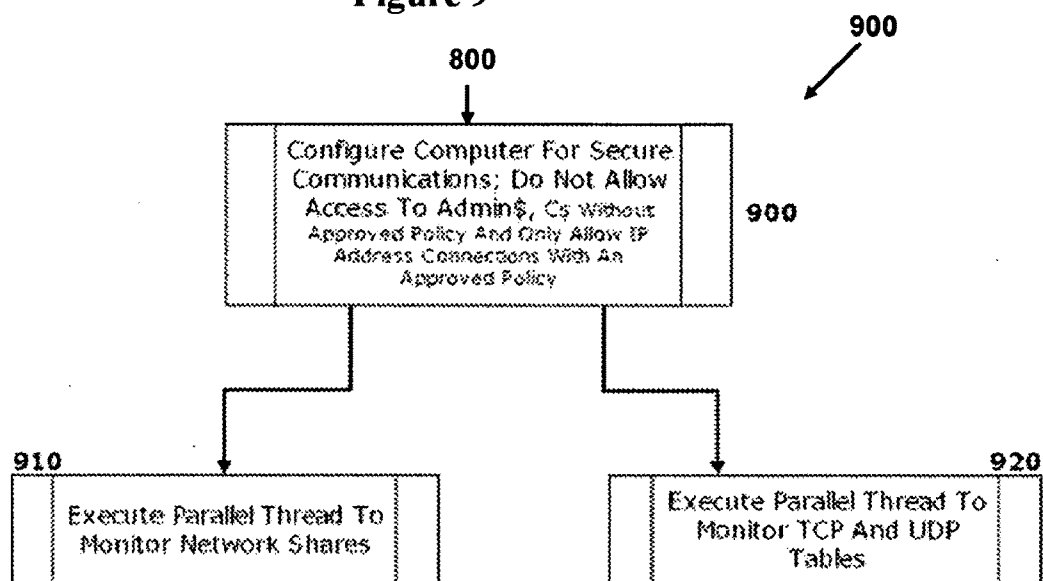 Figure 9
900
800
Configure Computer For Secure
Communications; Do Not Allow
Access To Admin$, C$ Without
Approved Policy And Only Allow IP
Address Connections With An
Approved Policy
900
910
920
Execute Parallel Thread To
Monitor Network Shares
Execute Parallel Thread To
Monitor TCP And UDP
Tables